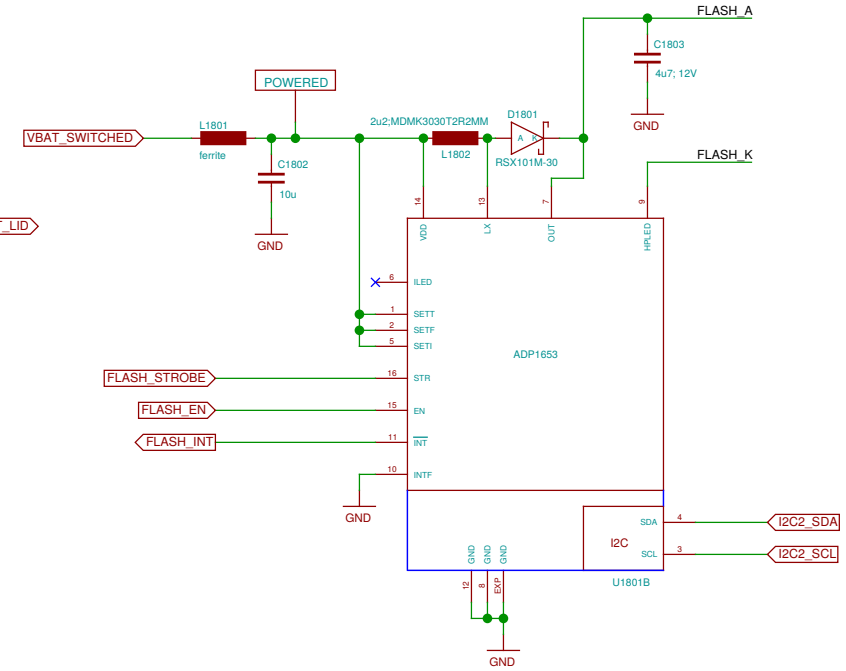 FLASH_A
C1803
4u7; 12V
GND
POWERED
2u2;MDMK3030T2R2MM
D1801
A K
L1801
VBAT_SWITCHED
ferrite
L1802
RSX101M-30
FLASH_K
C1802
10u
GND
T_LID
14
13
7
9
VDD
LX
OUT
HPLED
6
ILED
1
SETT
2
SETF
5
SETI
ADP1653
FLASH_STROBE
16
STR
FLASH_EN
15
EN
FLASH_INT
11
INT
10
INTF
GND
GND
GND
GND
I2C
SDA
4
I2C2_SDA
SCL
3
I2C2_SCL
12
8
EXP
U1801B
GND